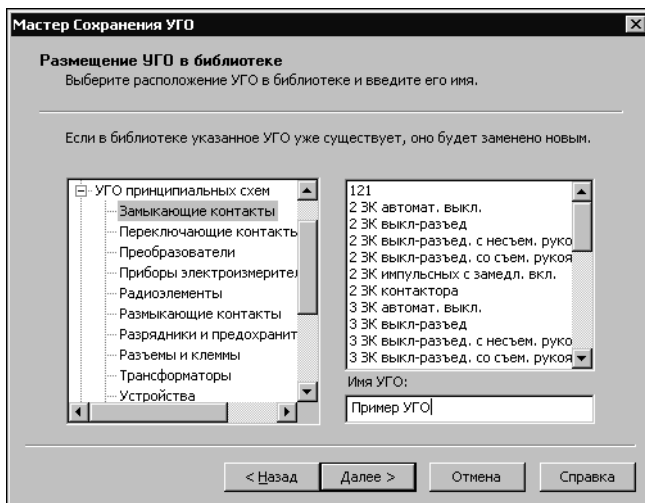 Мастер Сохранения УГО
Размещение УГО в библиотеке
Выберите расположение УГО в библиотеке и введите его имя.
Если в библиотеке указанное УГО уже существует, оно будет заменено новым.
УГО принципиальных схем
Замыкающие контакты
Переключающие контакть
Преобразователи
Приборы электроизмерител
Радиоэлементы
Размыкающие контакты
Разрядники и предохранит
Разъемы и клеммы
Трансформаторы
Устройства
121
2 ЗК автомат. выкл.
2 ЗК выкл-разъед
2 ЗК выкл-разъед. с несъем. руко
2 ЗК выкл-разъед. со съем. рукоя
2 ЗК импульсных с замедл. вкл.
2 ЗК контактора
3 ЗК автомат. выкл.
3 ЗК выкл-разъед
3 ЗК выкл-разъед. с несъем. руко
3 ЗК выкл-разъед. со съем. рукоя
Имя УГО:
Пример УГО
< Назад
Далее >
Отмена
Справка